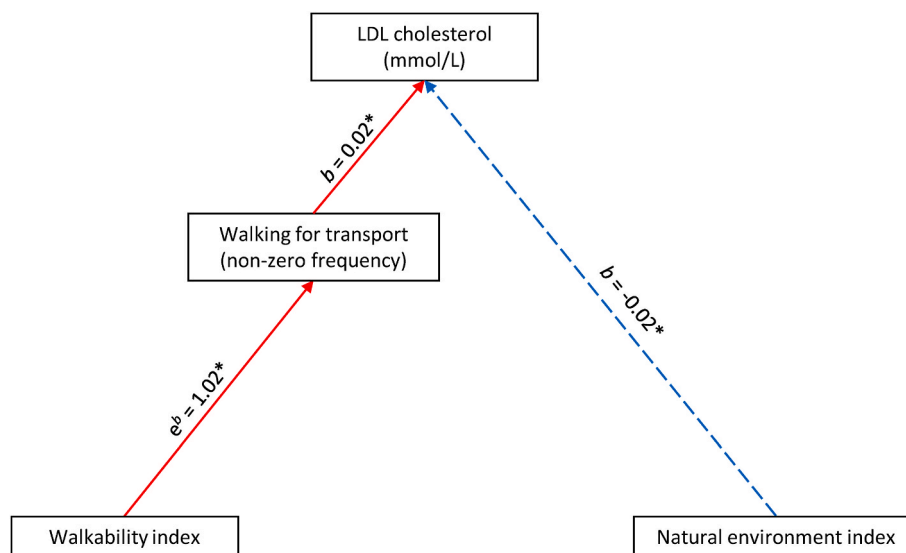 LDL cholesterol
(mmol/L)
b = 0.02*
Walking for transport
(non-zero frequency)
b = -0.02*
eᵇ = 1.02*
Walkability index
Natural environment index